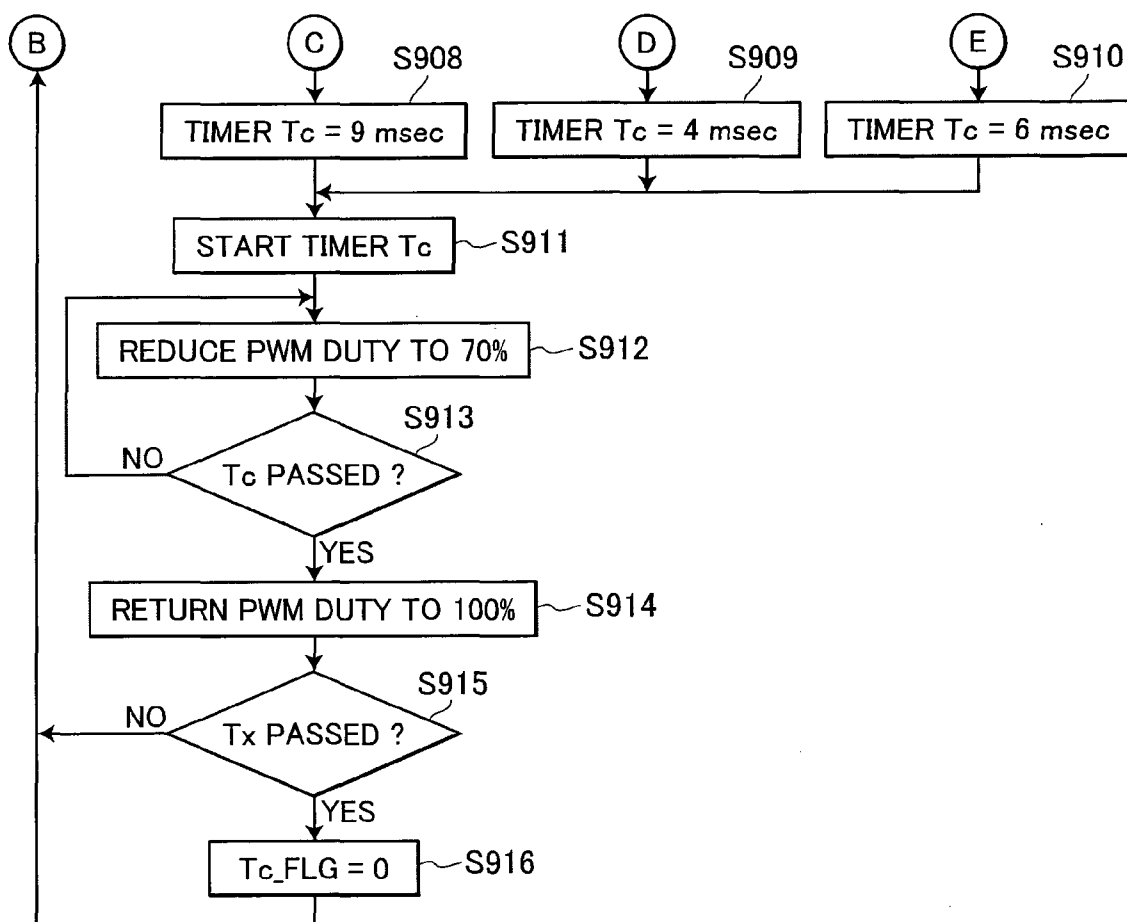 B
C
D
E
S908
S909
S910
TIMER Tc = 9 msec
TIMER Tc = 4 msec
TIMER Tc = 6 msec
START TIMER Tc
S911
REDUCE PWM DUTY TO 70%
S912
S913
NO
Tc PASSED ?
YES
RETURN PWM DUTY TO 100%
S914
S915
NO
Tx PASSED ?
YES
Tc_FLG = 0
S916